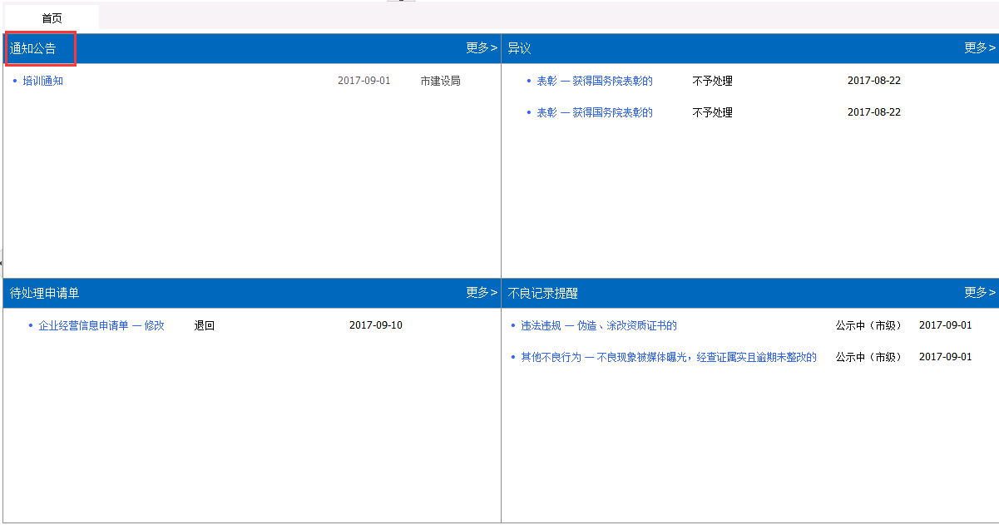 首页
通知公告 更多>
培训通知 2017-09-01 市建设局
异议 更多>
表彰 — 获得国务院表彰的 不予处理 2017-08-22
表彰 — 获得国务院表彰的 不予处理 2017-08-22
待处理申请单 更多>
企业经营信息申请单 — 修改 退回 2017-09-10
不良记录提醒 更多>
违法违规 — 伪造、涂改资质证书的 公示中（市级） 2017-09-01
其他不良行为 — 不良现象被媒体曝光，经查证属实且逾期未整改的 公示中（市级） 2017-09-01